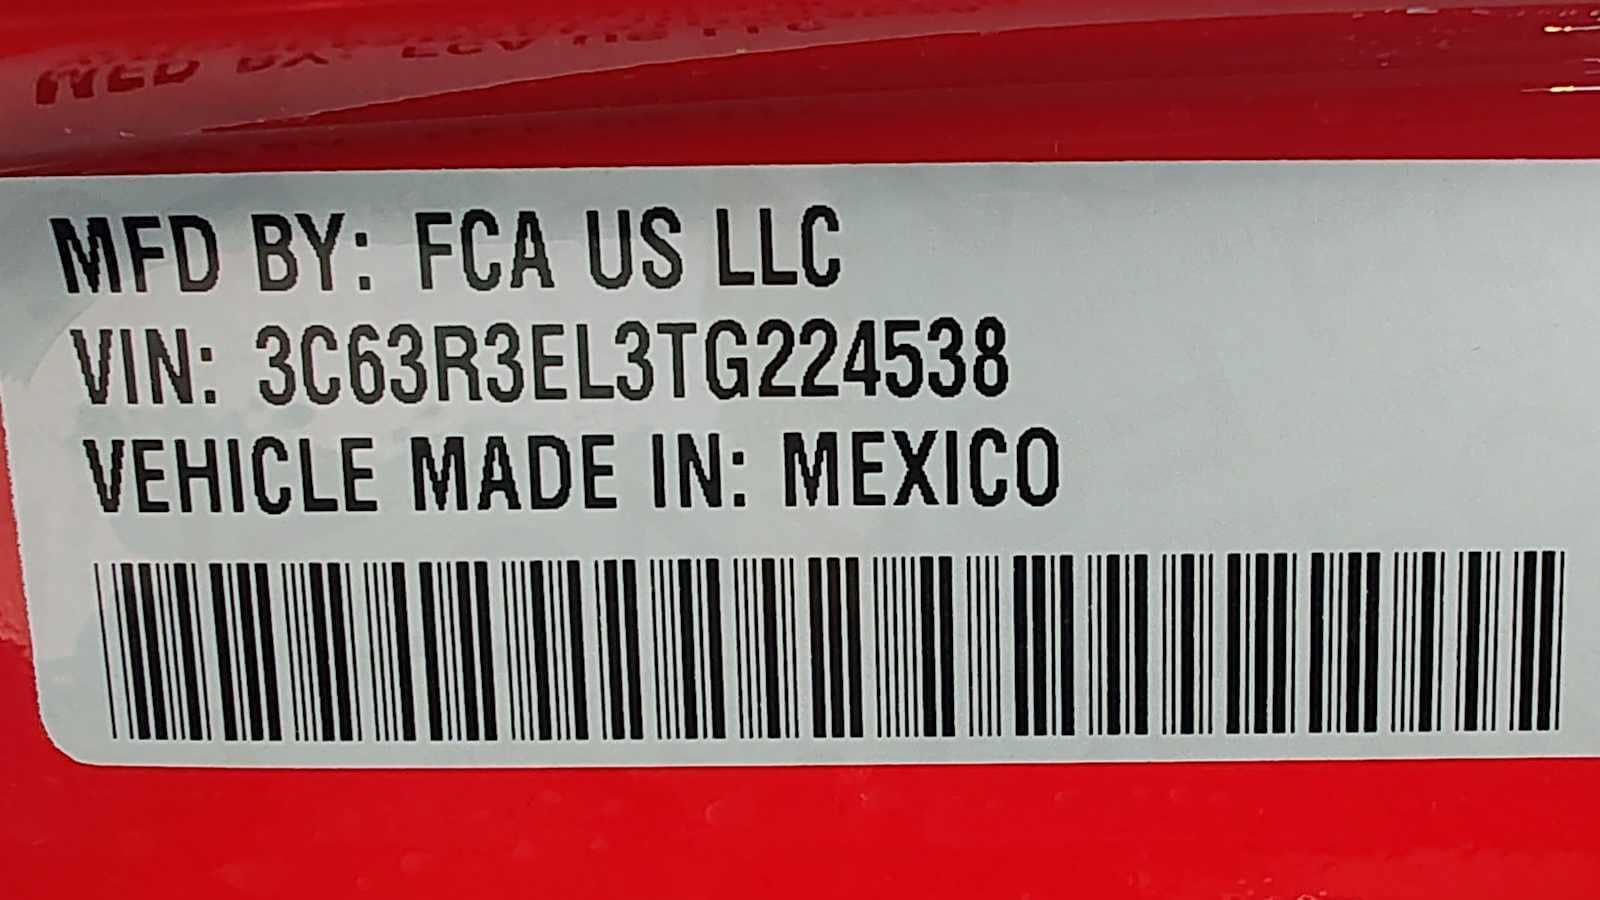 MFD BY: FCA US LLC
VIN: 3C63R3EL3TG224538
VEHICLE MADE IN: MEXICO